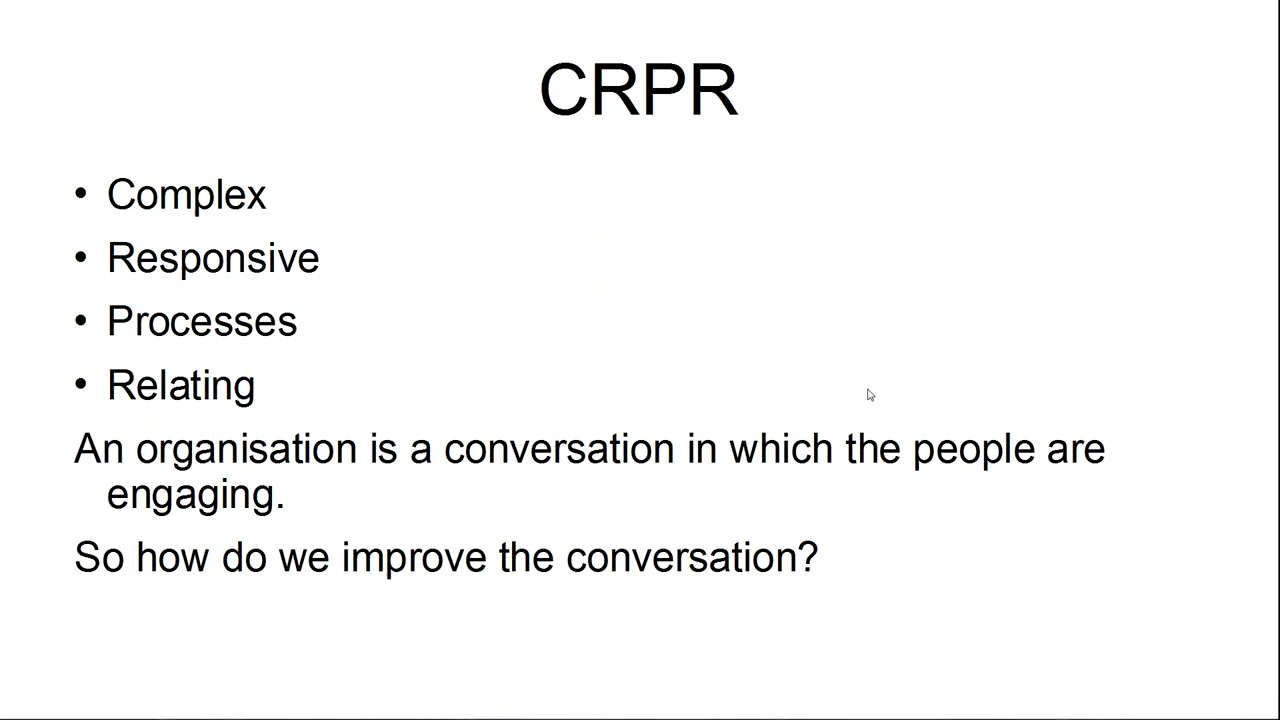 CRPR
• Complex
• Responsive
• Processes
• Relating
An organisation is a conversation in which the people are
engaging.
So how do we improve the conversation?